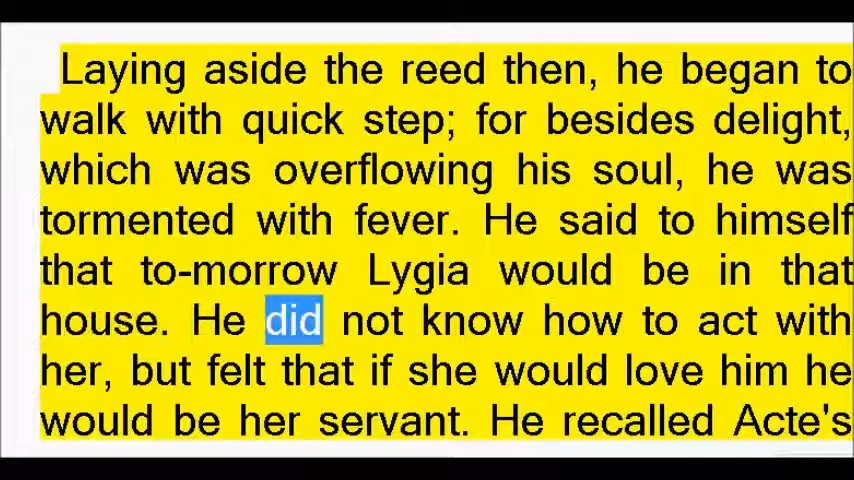 Laying aside the reed then, he began to
walk with quick step; for besides delight,
which was overflowing his soul, he was
tormented with fever. He said to himself
that to-morrow Lygia would be in that
house. He did not know how to act with
her, but felt that if she would love him he
would be her servant. He recalled Acte's